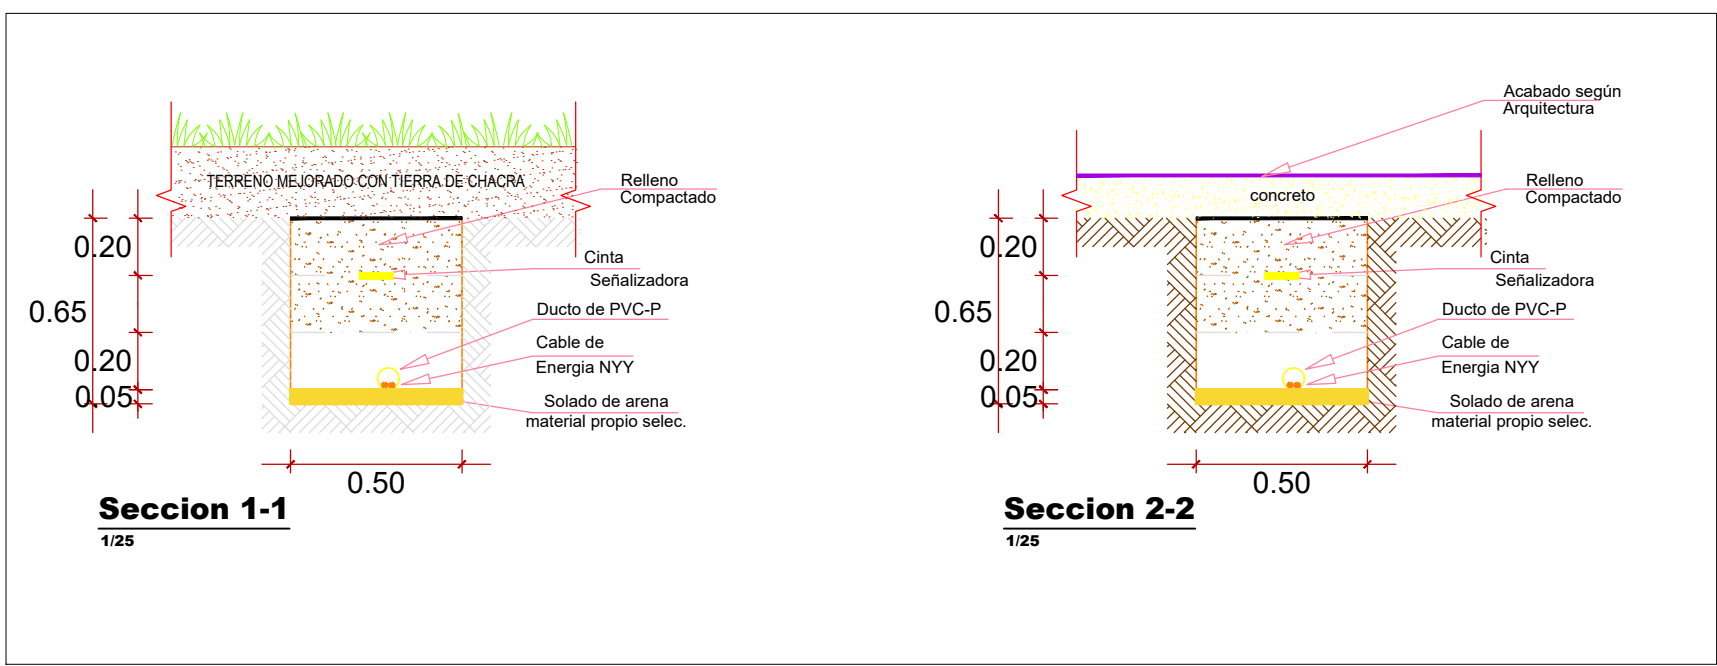 TERRENO MEJORADO CON TIERRA DE CHACRA
Relleno
Compactado
0.20
Cinta
Señalizadora
0.65
Ducto de PVC-P
Cable de
Energia NYY
0.20
0.05
Solado de arena
material propio selec.
0.50
Seccion 1-1
1/25
Acabado según
Arquitectura
concreto
Relleno
Compactado
0.20
Cinta
Señalizadora
0.65
Ducto de PVC-P
Cable de
Energia NYY
0.20
0.05
Solado de arena
material propio selec.
0.50
Seccion 2-2
1/25